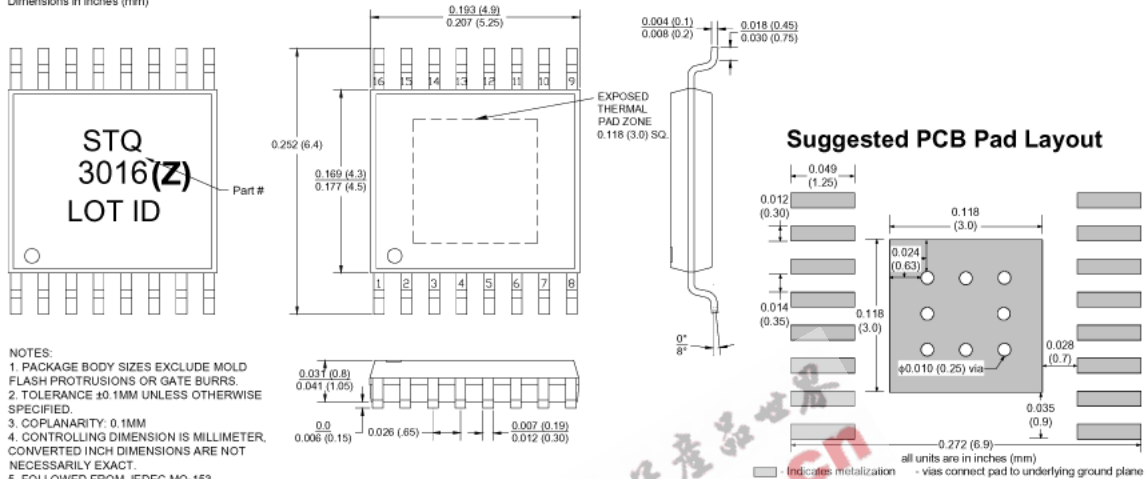 Dimensions in inches (mm)
0.193 (4.9)
0.207 (5.25)
0.004 (0.1)
0.008 (0.2)
0.018 (0.45)
0.030 (0.75)
16 15 14 13 12 11 10 9
EXPOSED
THERMAL
PAD ZONE
0.118 (3.0) SQ.
STQ
3016(Z)
LOT ID
Part #
0.252 (6.4)
0.169 (4.3)
0.177 (4.5)
1 2 3 4 5 6 7 8
0°
8°
Suggested PCB Pad Layout
0.049
(1.25)
0.012
(0.30)
0.118
(3.0)
0.024
(0.63)
0.014
(0.35)
0.118
(3.0)
0.028
(0.7)
ϕ0.010 (0.25) via
0.035
(0.9)
0.272 (6.9)
all units are in inches (mm)
- Indicates metalization
- vias connect pad to underlying ground plane
NOTES:
1. PACKAGE BODY SIZES EXCLUDE MOLD
FLASH PROTRUSIONS OR GATE BURRS.
2. TOLERANCE ±0.1MM UNLESS OTHERWISE
SPECIFIED.
3. COPLANARITY: 0.1MM
4. CONTROLLING DIMENSION IS MILLIMETER,
CONVERTED INCH DIMENSIONS ARE NOT
NECESSARILY EXACT.
5. FOLLOWED FROM JEDEC MO-153
0.031 (0.8)
0.041 (1.05)
0.0
0.006 (0.15)
0.026 (.65)
0.007 (0.19)
0.012 (0.30)
產品世界
cn